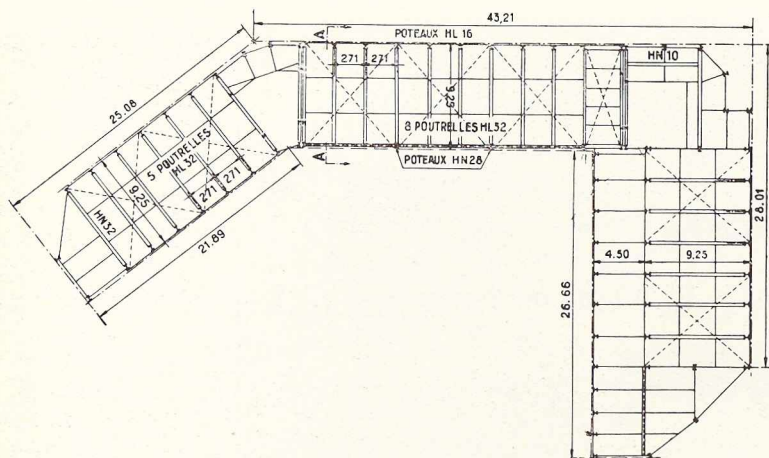 43,21
A
POTEAUX HL 16
HN 10
271
271
9.25
8 POUTRELLES HL32
A
POTEAUX HN28
25.08
5 POUTRELLES
HL32
9.25
271
271
HN32
21.89
28.01
4.50
9.25
26.66